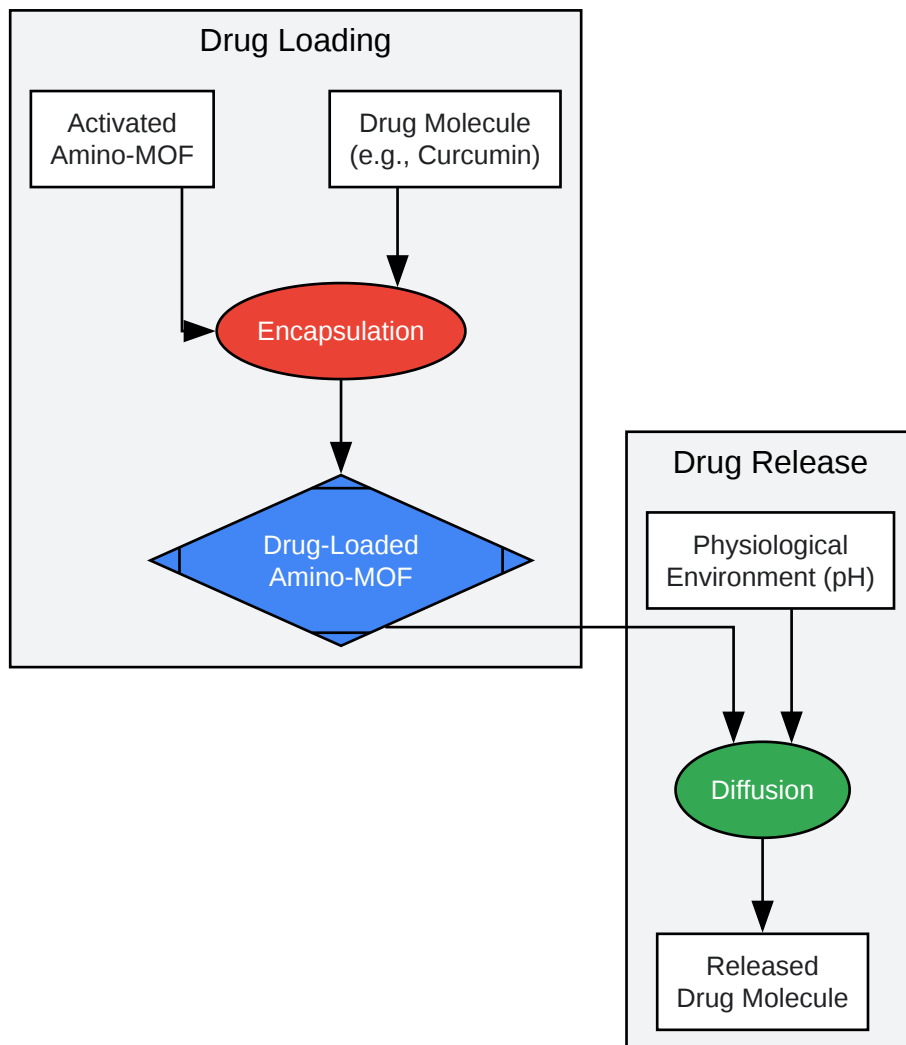 Drug Loading
Activated
Amino-MOF
Drug Molecule
(e.g., Curcumin)
Encapsulation
Drug-Loaded
Amino-MOF
Drug Release
Physiological
Environment (pH)
Diffusion
Released
Drug Molecule